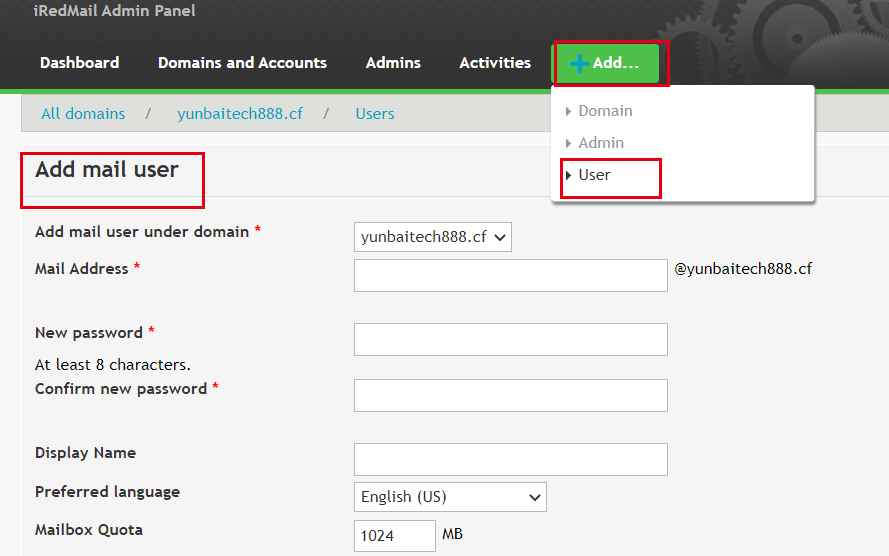 iRedMail Admin Panel
Dashboard Domains and Accounts Admins Activities Add...
All domains / yunbaitech888.cf / Users
Domain
Admin
User
Add mail user
Add mail user under domain * yunbaitech888.cf
Mail Address * @yunbaitech888.cf
New password *
At least 8 characters.
Confirm new password *
Display Name
Preferred language English (US)
Mailbox Quota 1024 MB